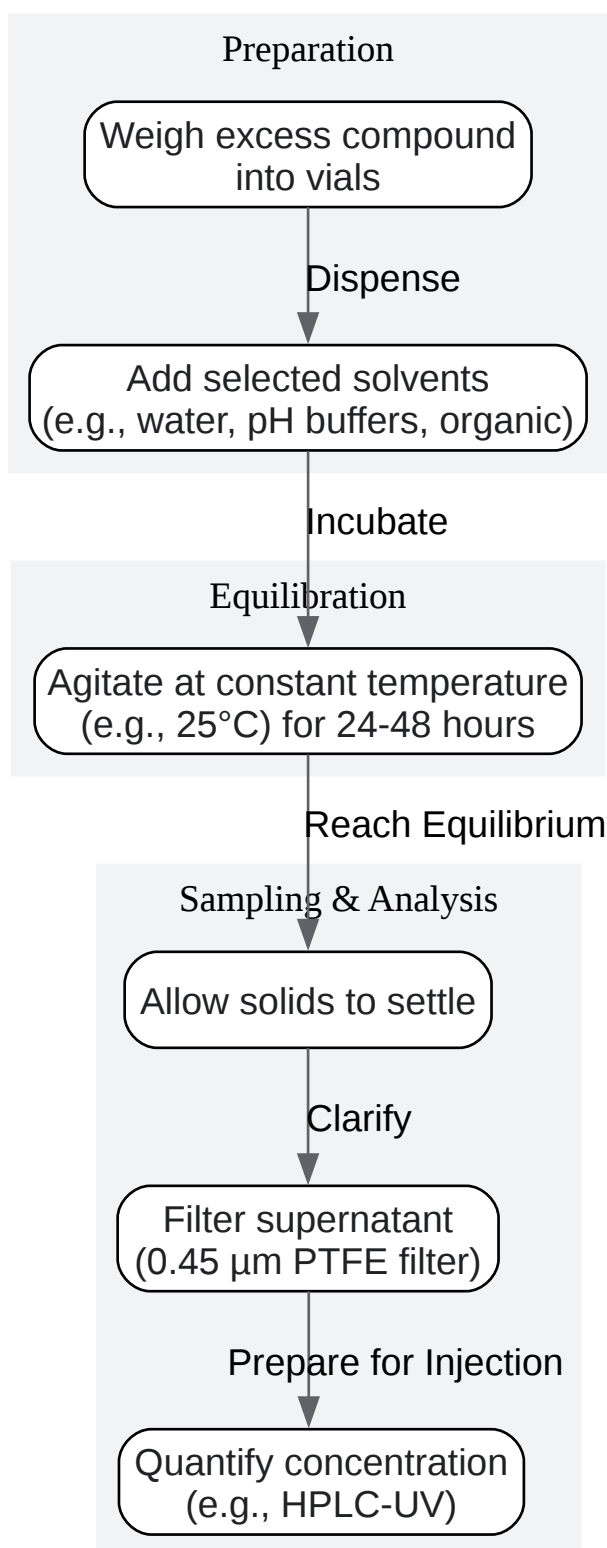 Preparation
Weigh excess compound
into vials
Dispense
Add selected solvents
(e.g., water, pH buffers, organic)
Incubate
Equilibration
Agitate at constant temperature
(e.g., 25°C) for 24-48 hours
Reach Equilibrium
Sampling & Analysis
Allow solids to settle
Clarify
Filter supernatant
(0.45 µm PTFE filter)
Prepare for Injection
Quantify concentration
(e.g., HPLC-UV)